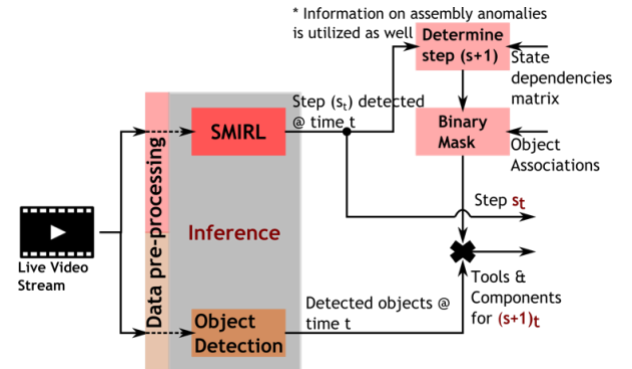 * Information on assembly anomalies
is utilized as well
Determine
step (s+1)
State
dependencies
matrix
Step (st) detected
@ time t
SMIRL
Binary
Mask
Object
Associations
Data pre-processing
Step st
Inference
Live Video
Stream
Tools &
Components
for (s+1)t
Detected objects @
time t
Object
Detection